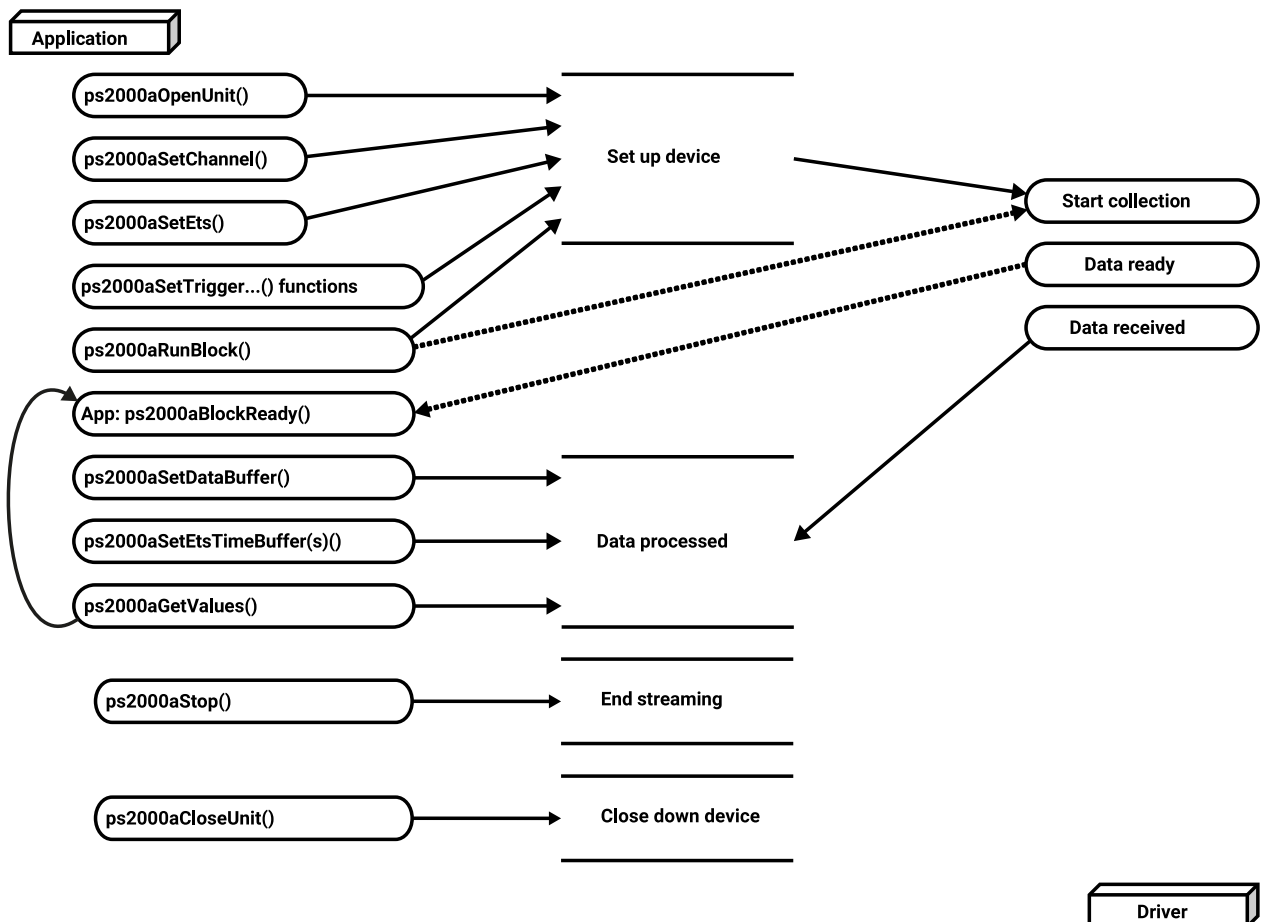 Application
ps2000aOpenUnit()
ps2000aSetChannel()
Set up device
ps2000aSetEts()
Start collection
ps2000aSetTrigger...() functions
Data ready
ps2000aRunBlock()
Data received
App: ps2000aBlockReady()
ps2000aSetDataBuffer()
ps2000aSetEtsTimeBuffer(s)()
Data processed
ps2000aGetValues()
ps2000aStop()
End streaming
ps2000aCloseUnit()
Close down device
Driver